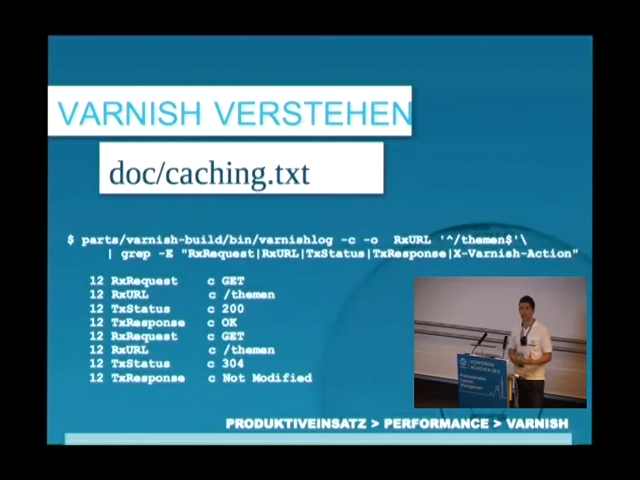 VARNISH VERSTEHEN
doc/caching.txt
$ parts/varnish-build/bin/varnishlog -c -o  RxURL '^/themen$'\
| grep -E "RxRequest|RxURL|TxStatus|TxResponse|X-Varnish-Action"
12 RxRequest    c GET
12 RxURL        c /themen
12 TxStatus     c 200
12 TxResponse   c OK
12 RxRequest    c GET
12 RxURL        c /themen
12 TxStatus     c 304
12 TxResponse   c Not Modified
KONFERENZ
MÜNCHEN
PRODUKTIVEINSATZ > PERFORMANCE > VARNISH